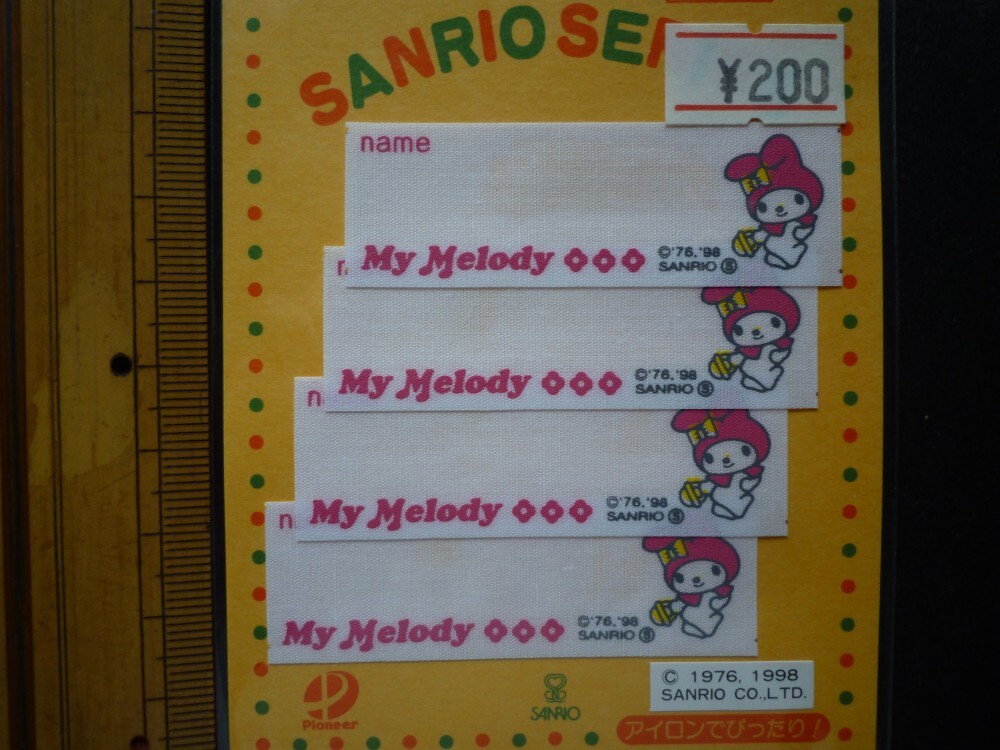 SANRIO SER
¥200
name
My Melody
©'76,'98
SANRIO Ⓢ
My Melody
©'76,'98
SANRIO Ⓢ
n
My Melody
©'76,'98
SANRIO Ⓢ
n
My Melody
©'76,'98
SANRIO Ⓢ
Pioneer
SANRIO
© 1976, 1998
SANRIO CO.,LTD.
アイロンでぴったり!